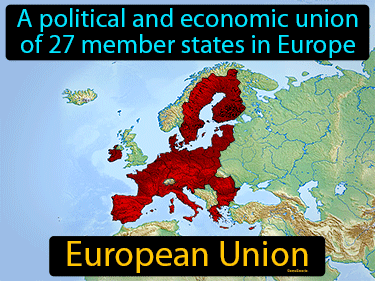 A political and economic union
of 27 member states in Europe
European Union